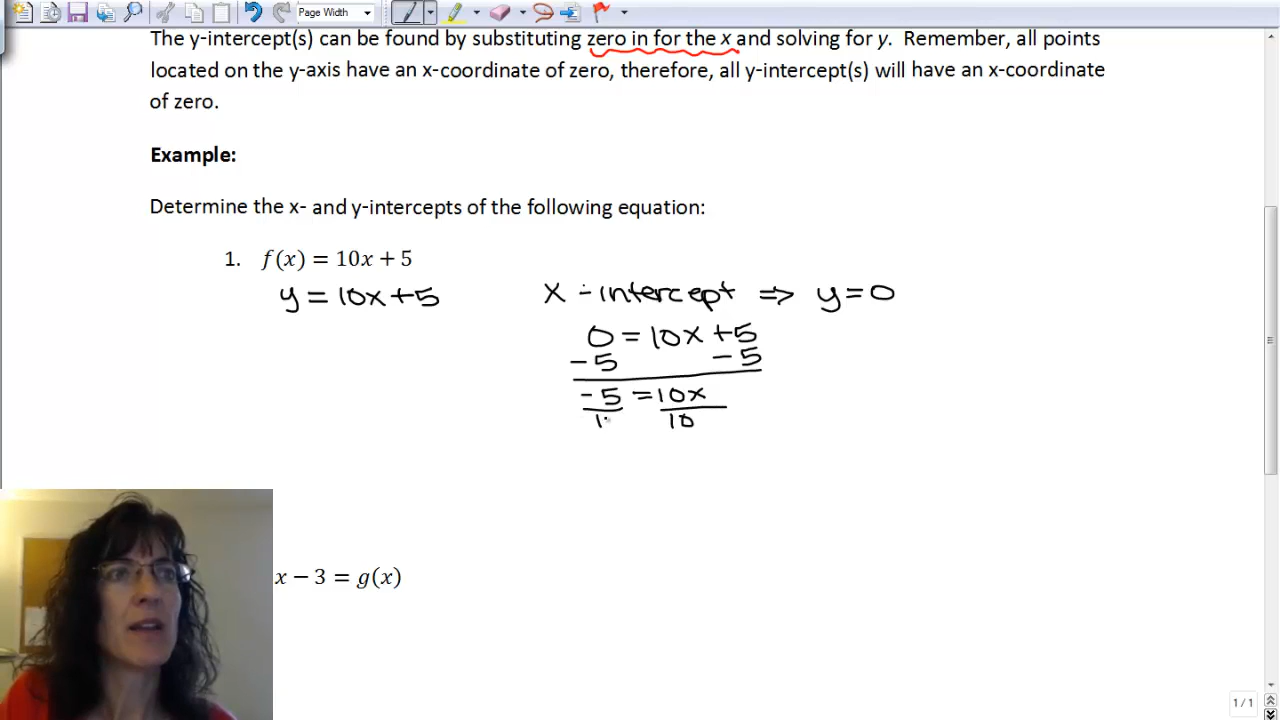 Page Width
The y-intercept(s) can be found by substituting zero in for the x and solving for y. Remember, all points
located on the y-axis have an x-coordinate of zero, therefore, all y-intercept(s) will have an x-coordinate
of zero.
Example:
Determine the x- and y-intercepts of the following equation:
1. f(x) = 10x + 5
y = 10x + 5
x - intercept ⇒ y = 0
0 = 10x + 5
- 5 - 5
- 5 = 10x
1 10
x − 3 = g(x)
1 / 1